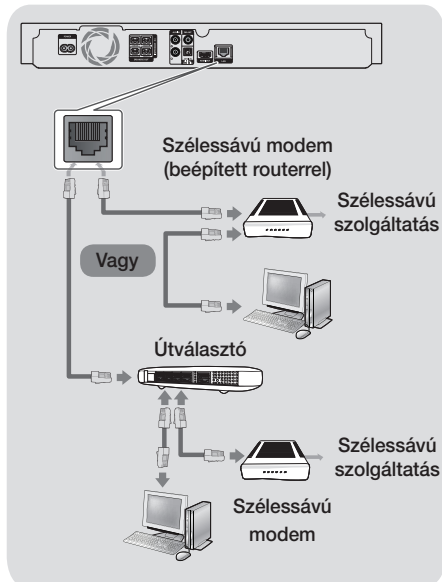 Szélessávú modem
(beépített routerrel)
Szélessávú
szolgáltatás
Vagy
Útválasztó
Szélessávú
szolgáltatás
Szélessávú
modem